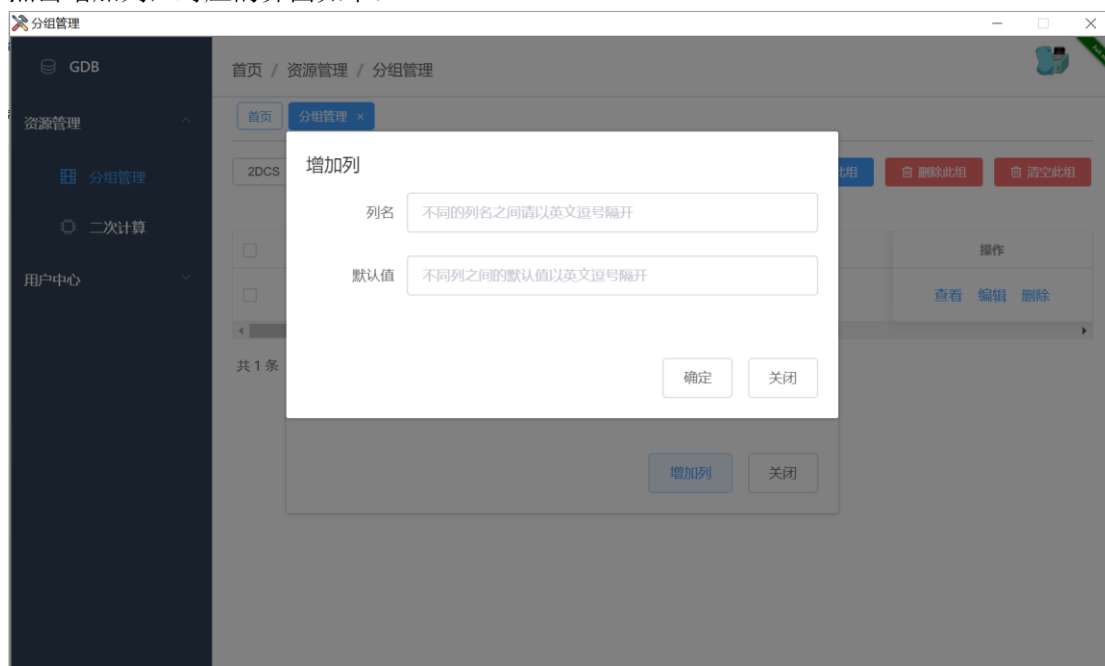 分组管理
GDB
首页 / 资源管理 / 分组管理
资源管理
首页
分组管理 ×
分组管理
二次计算
用户中心
2DCS
删除此组
清空此组
增加列
列名
不同的列名之间请以英文逗号隔开
默认值
不同列之间的默认值以英文逗号隔开
操作
查看 编辑 删除
共 1 条
确定
关闭
增加列
关闭